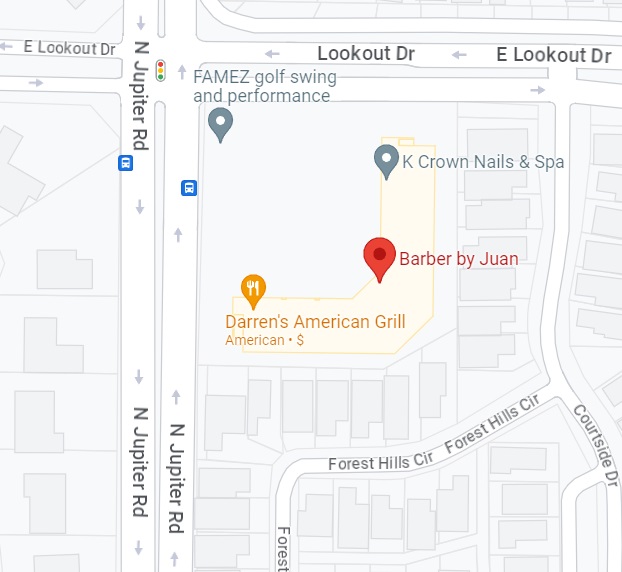 E Lookout Dr
Lookout Dr
E Lookout Dr
N Jupiter Rd
FAMEZ golf swing
and performance
K Crown Nails & Spa
Barber by Juan
Darren's American Grill
American • $
N Jupiter Rd
N Jupiter Rd
Forest Hills Cir
Forest Hills Cir
Courtside Dr
Forest